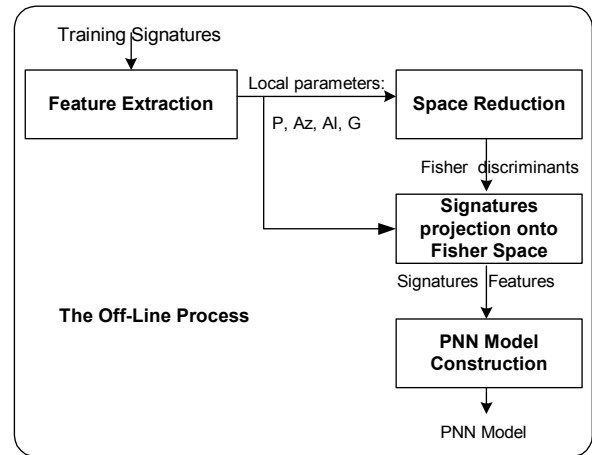 Training Signatures
Feature Extraction
Local parameters:
P, Az, Al, G
Space Reduction
Fisher discriminants
Signatures
projection onto
Fisher Space
Signatures Features
The Off-Line Process
PNN Model
Construction
PNN Model